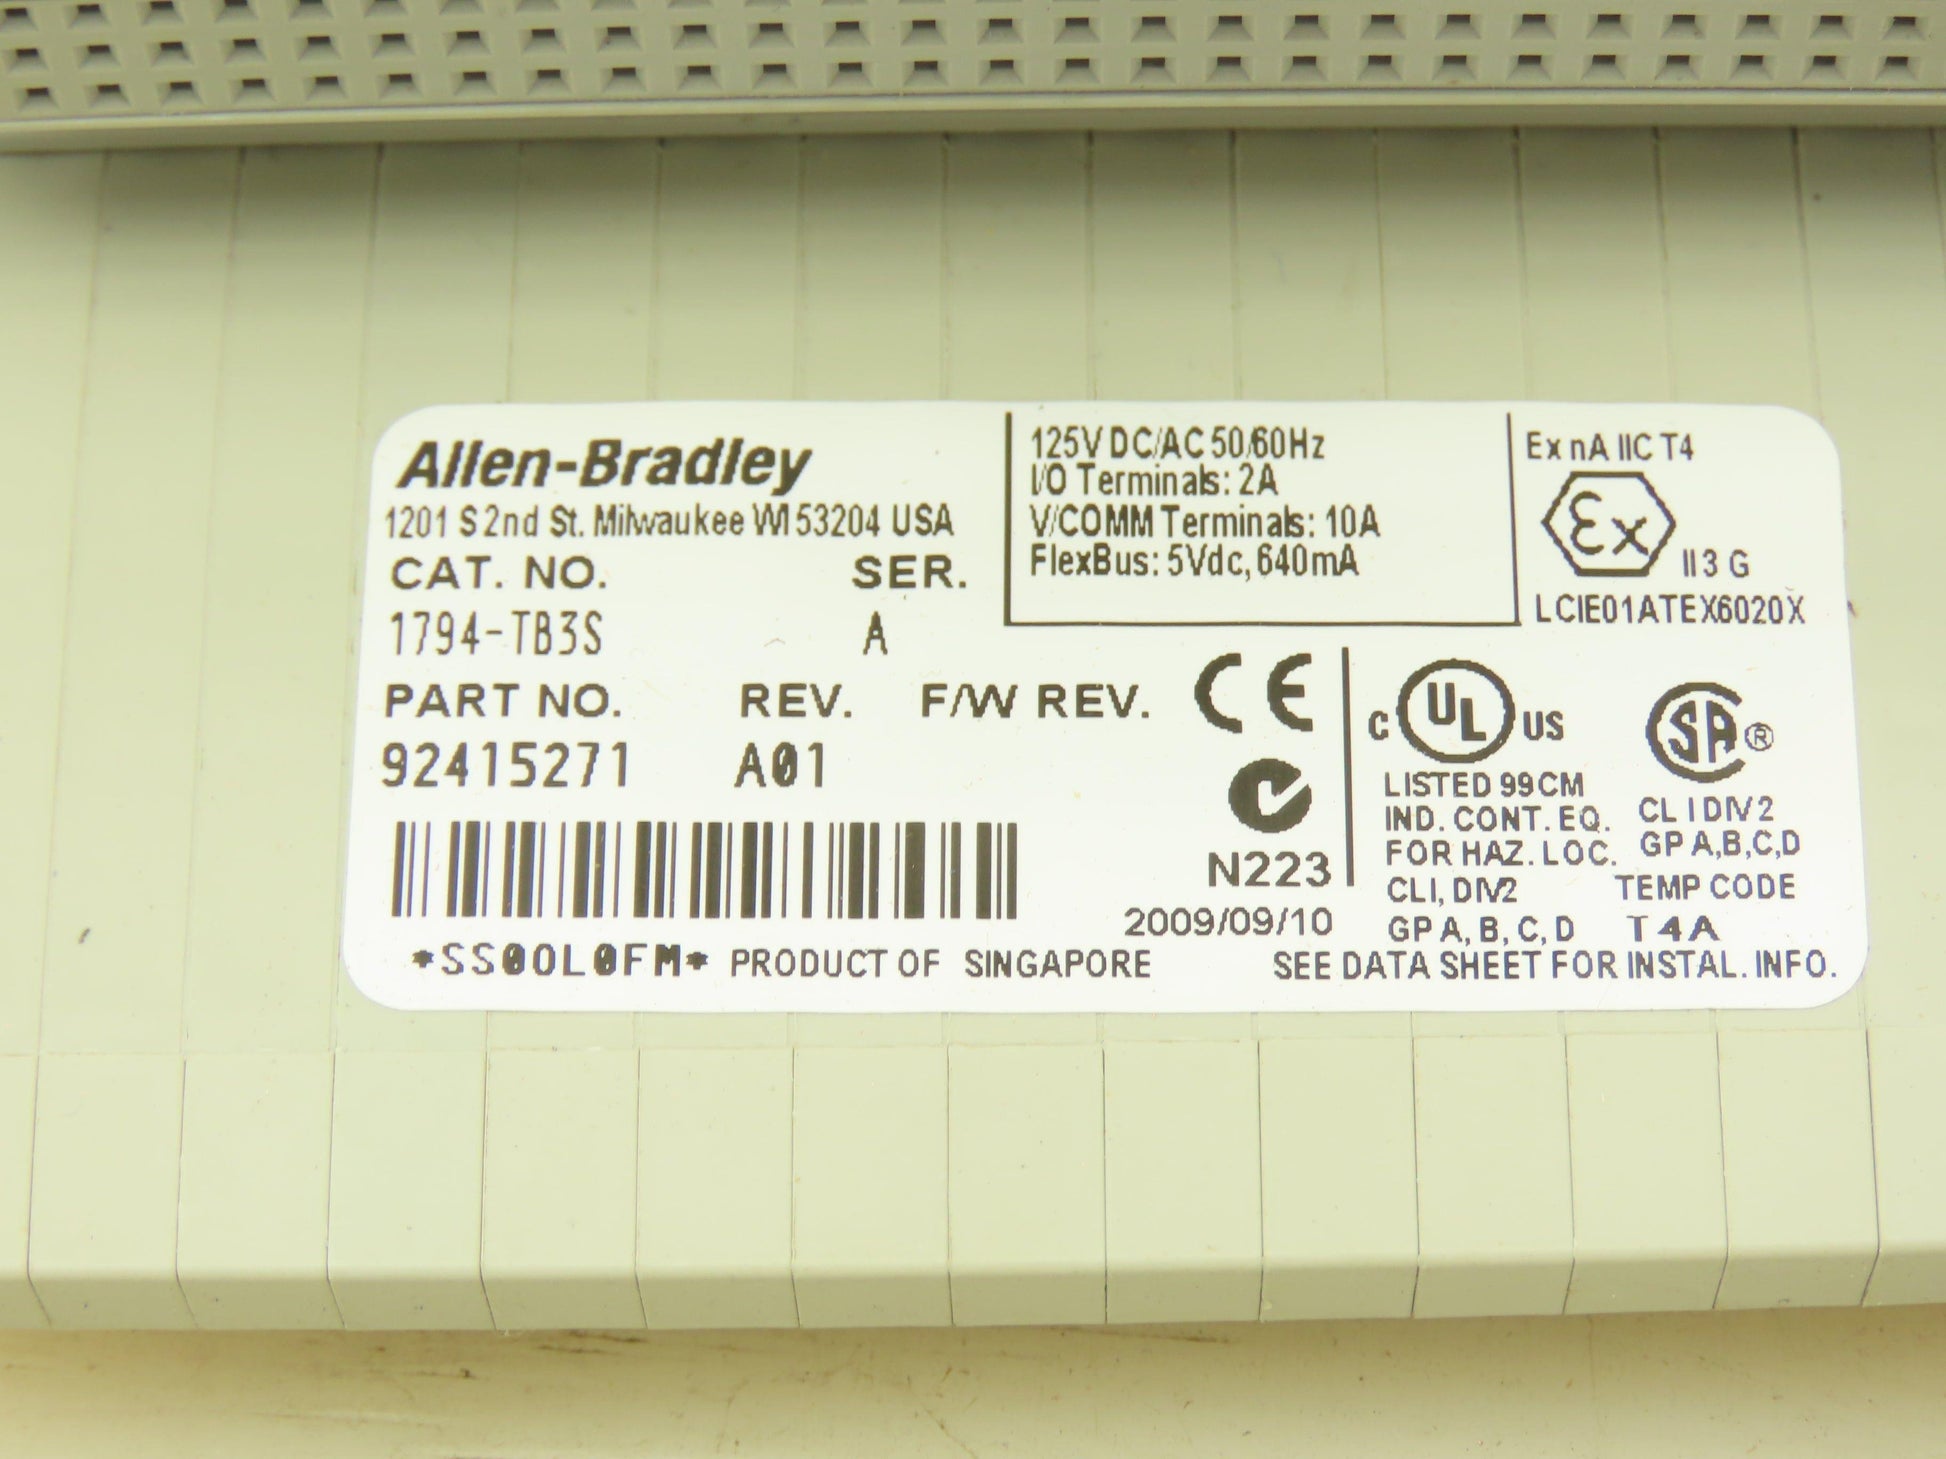 Allen-Bradley
1201 S 2nd St. Milwaukee WI 53204 USA
CAT. NO. SER.
1794-TB3S A
PART NO. REV. F/W REV.
92415271 A01
*SS00L0FM* PRODUCT OF SINGAPORE
125V DC/AC 50/60Hz
I/O Terminals: 2A
V/COMM Terminals: 10A
FlexBus: 5Vdc, 640mA
Ex nA IIC T4
Ex
II 3 G
LCIE01ATEX6020X
CE
N223
2009/09/10
C UL US
LISTED 99CM
IND. CONT. EQ.
FOR HAZ. LOC.
CL I, DIV2
GP A, B, C, D
SA ®
CL I DIV 2
GP A,B,C,D
TEMP CODE
T4A
SEE DATA SHEET FOR INSTAL. INFO.